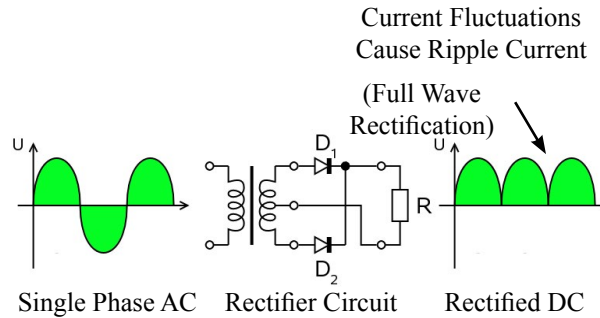 Current Fluctuations
Cause Ripple Current
(Full Wave
Rectification)
U
D1
R
D2
U
Single Phase AC
Rectifier Circuit
Rectified DC